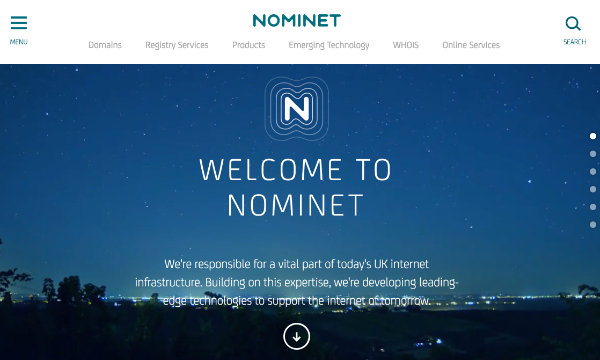 NOMINET
MENU
SEARCH
Domains Registry Services Products Emerging Technology WHOIS Online Services
N
WELCOME TO
NOMINET
We're responsible for a vital part of today's UK internet
infrastructure. Building on this expertise, we're developing leading-
edge technologies to support the internet of tomorrow.